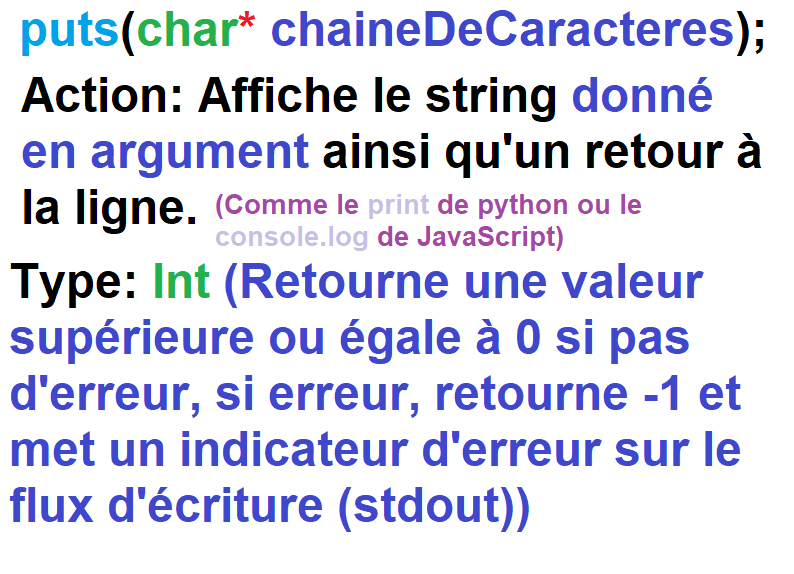 puts(char* chaineDeCaracteres);
Action: Affiche le string donné
en argument ainsi qu'un retour à
la ligne. (Comme le print de python ou le
console.log de JavaScript)
Type: Int (Retourne une valeur
supérieure ou égale à 0 si pas
d'erreur, si erreur, retourne -1 et
met un indicateur d'erreur sur le
flux d'écriture (stdout))